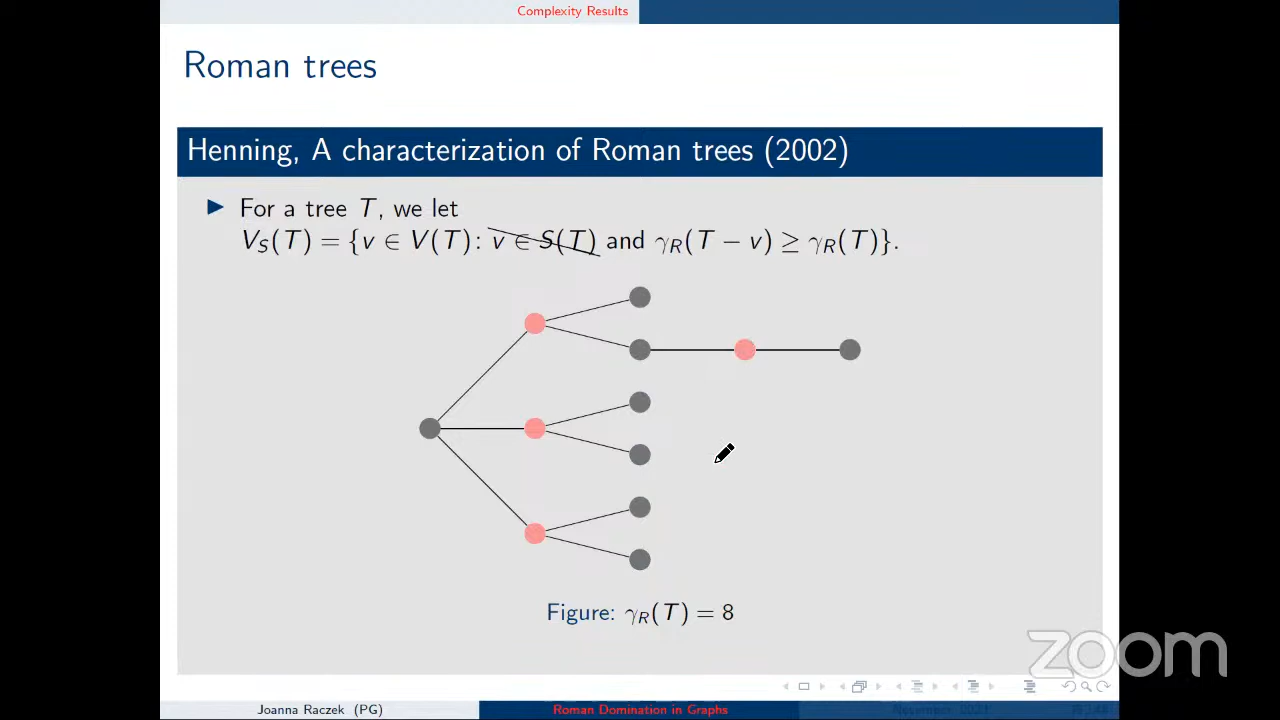 Complexity Results
Roman trees
Henning, A characterization of Roman trees (2002)
For a tree T, we let
V_S(T) = {v ∈ V(T): v ∈ S(T) and γ_R(T − v) ≥ γ_R(T)}.
Figure: γ_R(T) = 8
zoom
Joanna Raczek (PG)
Roman Domination in Graphs